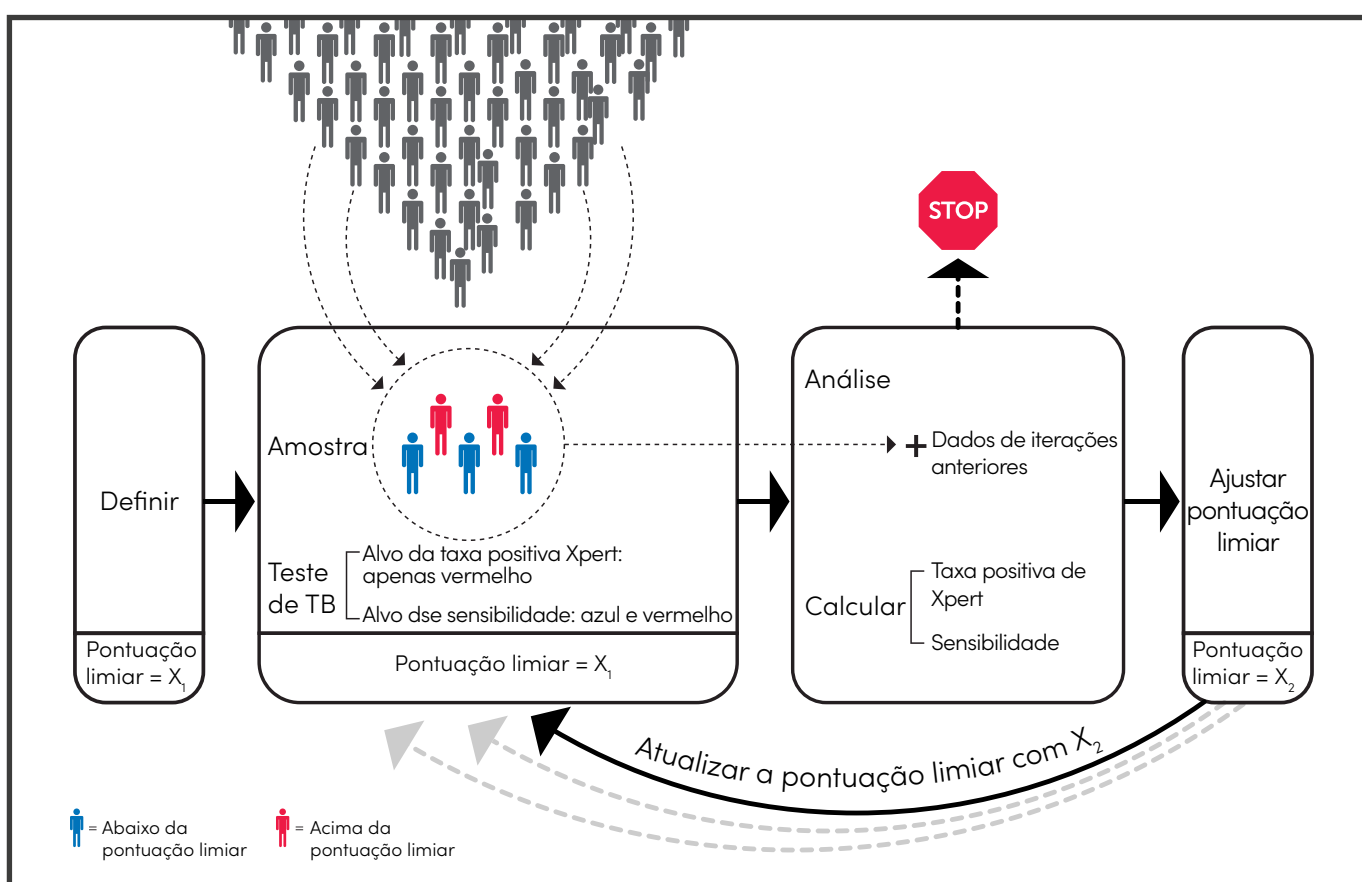 STOP
Definir
Pontuação
limiar = X₁
Amostra
Teste
de TB
Alvo da taxa positiva Xpert:
apenas vermelho
Alvo dse sensibilidade: azul e vermelho
Pontuação limiar = X₁
Análise
+ Dados de iterações
anteriores
Calcular
Taxa positiva de
Xpert
Sensibilidade
Ajustar
pontuação
limiar
Pontuação
limiar = X₂
Atualizar a pontuação limiar com X₂
= Abaixo da
pontuação limiar
= Acima da
pontuação limiar